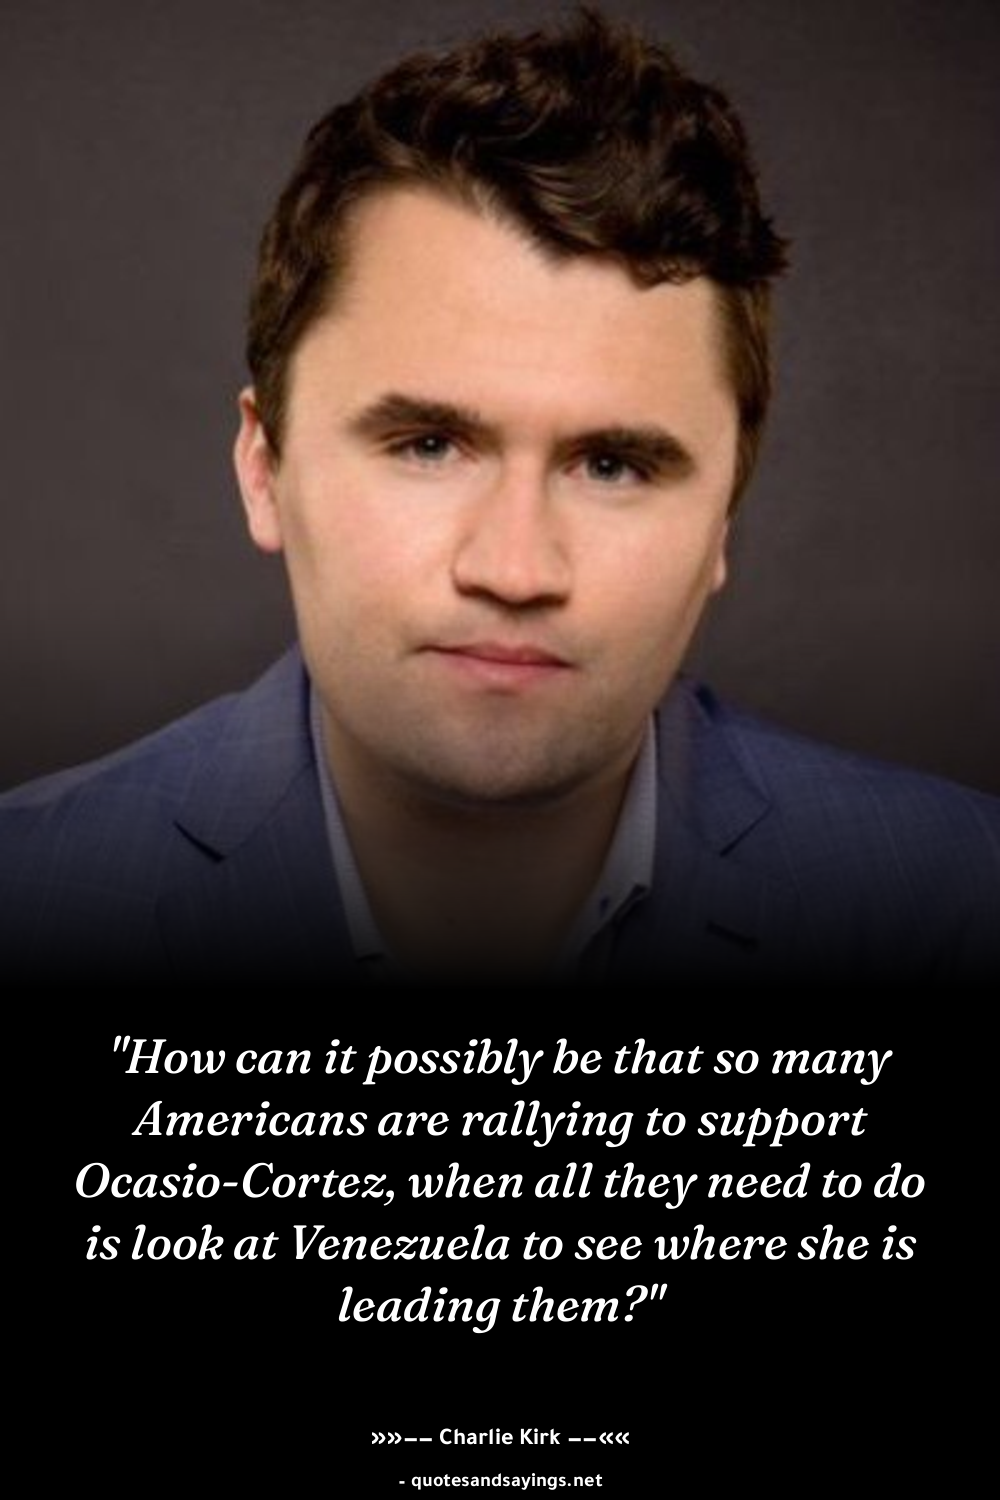 "How can it possibly be that so many
Americans are rallying to support
Ocasio-Cortez, when all they need to do
is look at Venezuela to see where she is
leading them?"
»»–– Charlie Kirk ––««
- quotesandsayings.net